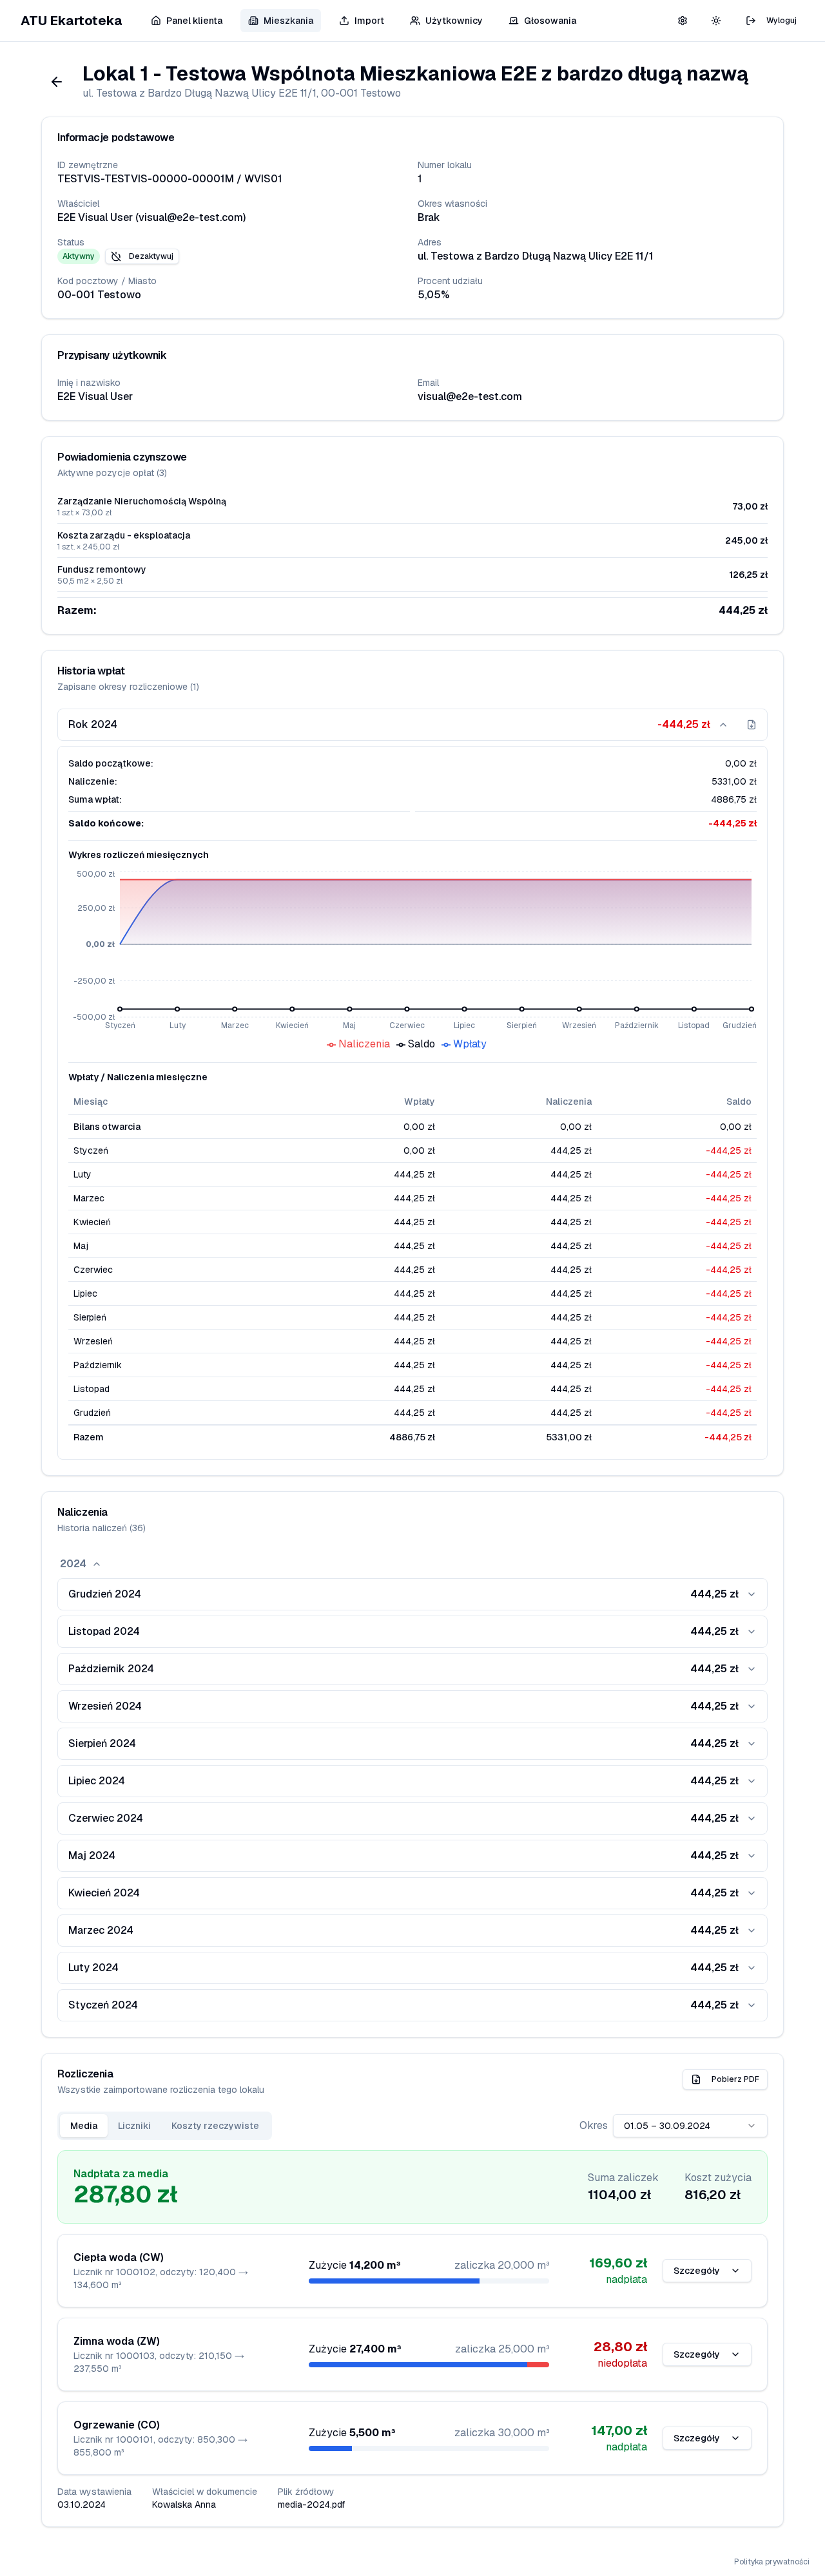 ATU Ekartoteka Panel klienta Mieszkania Import Użytkownicy Głosowania Wyloguj
Lokal 1 - Testowa Wspólnota Mieszkaniowa E2E z bardzo długą nazwą
ul. Testowa z Bardzo Długą Nazwą Ulicy E2E 11/1, 00-001 Testowo
Informacje podstawowe
ID zewnętrzne Numer lokalu
TESTVIS-TESTVIS-00000-00001M / WVIS01 1
Właściciel Okres własności
E2E Visual User (visual@e2e-test.com) Brak
Status Adres
Aktywny Dezaktywuj ul. Testowa z Bardzo Długą Nazwą Ulicy E2E 11/1
Kod pocztowy / Miasto Procent udziału
00-001 Testowo 5,05%
Przypisany użytkownik
Imię i nazwisko Email
E2E Visual User visual@e2e-test.com
Powiadomienia czynszowe
Aktywne pozycje opłat (3)
Zarządzanie Nieruchomością Wspólną 73,00 zł
1 szt × 73,00 zł
Koszta zarządu - eksploatacja 245,00 zł
1 szt. × 245,00 zł
Fundusz remontowy 126,25 zł
50,5 m2 × 2,50 zł
Razem: 444,25 zł
Historia wpłat
Zapisane okresy rozliczeniowe (1)
Rok 2024 -444,25 zł
Saldo początkowe: 0,00 zł
Naliczenie: 5331,00 zł
Suma wpłat: 4886,75 zł
Saldo końcowe: -444,25 zł
Wykres rozliczeń miesięcznych
500,00 zł
250,00 zł
0,00 zł
-250,00 zł
-500,00 zł
Styczeń Luty Marzec Kwiecień Maj Czerwiec Lipiec Sierpień Wrzesień Październik Listopad Grudzień
Naliczenia Saldo Wpłaty
Wpłaty / Naliczenia miesięczne
Miesiąc Wpłaty Naliczenia Saldo
Bilans otwarcia 0,00 zł 0,00 zł 0,00 zł
Styczeń 0,00 zł 444,25 zł -444,25 zł
Luty 444,25 zł 444,25 zł -444,25 zł
Marzec 444,25 zł 444,25 zł -444,25 zł
Kwiecień 444,25 zł 444,25 zł -444,25 zł
Maj 444,25 zł 444,25 zł -444,25 zł
Czerwiec 444,25 zł 444,25 zł -444,25 zł
Lipiec 444,25 zł 444,25 zł -444,25 zł
Sierpień 444,25 zł 444,25 zł -444,25 zł
Wrzesień 444,25 zł 444,25 zł -444,25 zł
Październik 444,25 zł 444,25 zł -444,25 zł
Listopad 444,25 zł 444,25 zł -444,25 zł
Grudzień 444,25 zł 444,25 zł -444,25 zł
Razem 4886,75 zł 5331,00 zł -444,25 zł
Naliczenia
Historia naliczeń (36)
2024
Grudzień 2024 444,25 zł
Listopad 2024 444,25 zł
Październik 2024 444,25 zł
Wrzesień 2024 444,25 zł
Sierpień 2024 444,25 zł
Lipiec 2024 444,25 zł
Czerwiec 2024 444,25 zł
Maj 2024 444,25 zł
Kwiecień 2024 444,25 zł
Marzec 2024 444,25 zł
Luty 2024 444,25 zł
Styczeń 2024 444,25 zł
Rozliczenia
Wszystkie zaimportowane rozliczenia tego lokalu
Pobierz PDF
Media Liczniki Koszty rzeczywiste Okres 01.05 – 30.09.2024
Nadpłata za media Suma zaliczek Koszt zużycia
287,80 zł 1104,00 zł 816,20 zł
Ciepła woda (CW)
Licznik nr 1000102, odczyty: 120,400 →
134,600 m³
Zużycie 14,200 m³ zaliczka 20,000 m³
169,60 zł
nadpłata
Szczegóły
Zimna woda (ZW)
Licznik nr 1000103, odczyty: 210,150 →
237,550 m³
Zużycie 27,400 m³ zaliczka 25,000 m³
28,80 zł
niedopłata
Szczegóły
Ogrzewanie (CO)
Licznik nr 1000101, odczyty: 850,300 →
855,800 m³
Zużycie 5,500 m³ zaliczka 30,000 m³
147,00 zł
nadpłata
Szczegóły
Data wystawienia Właściciel w dokumencie Plik źródłowy
03.10.2024 Kowalska Anna media-2024.pdf
Polityka prywatności